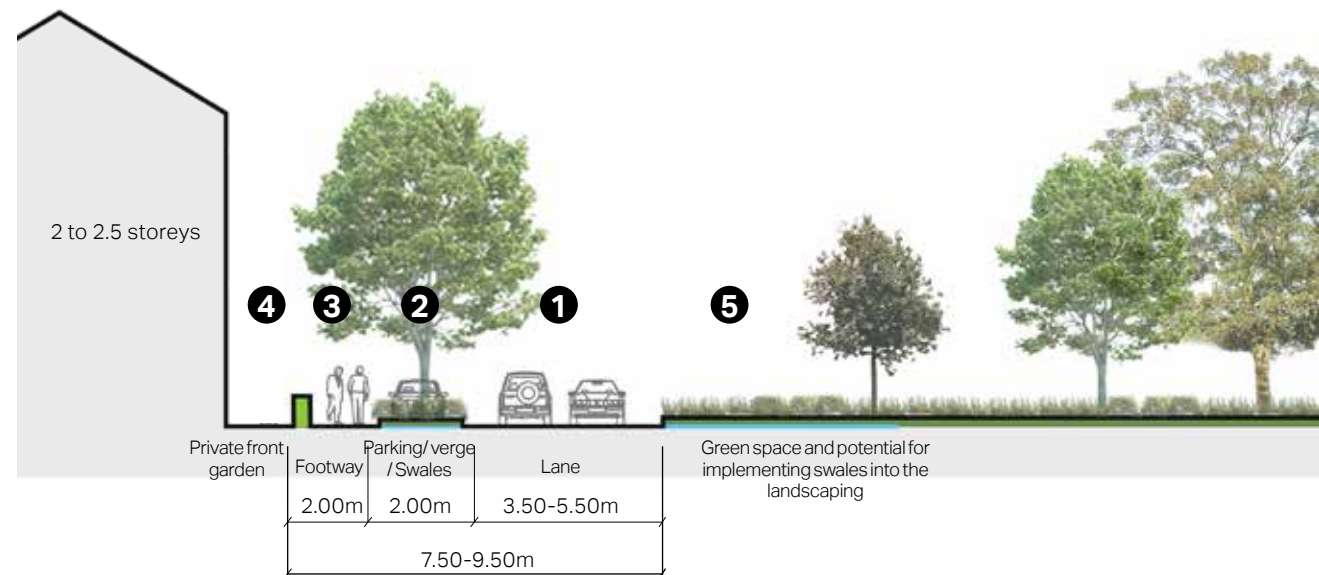 2 to 2.5 storeys
4 3 2 1 5
Private front
garden
Footway
Parking/ verge
/ Swales
Lane
Green space and potential for
implementing swales into the
landscaping
2.00m 2.00m 3.50-5.50m
7.50-9.50m